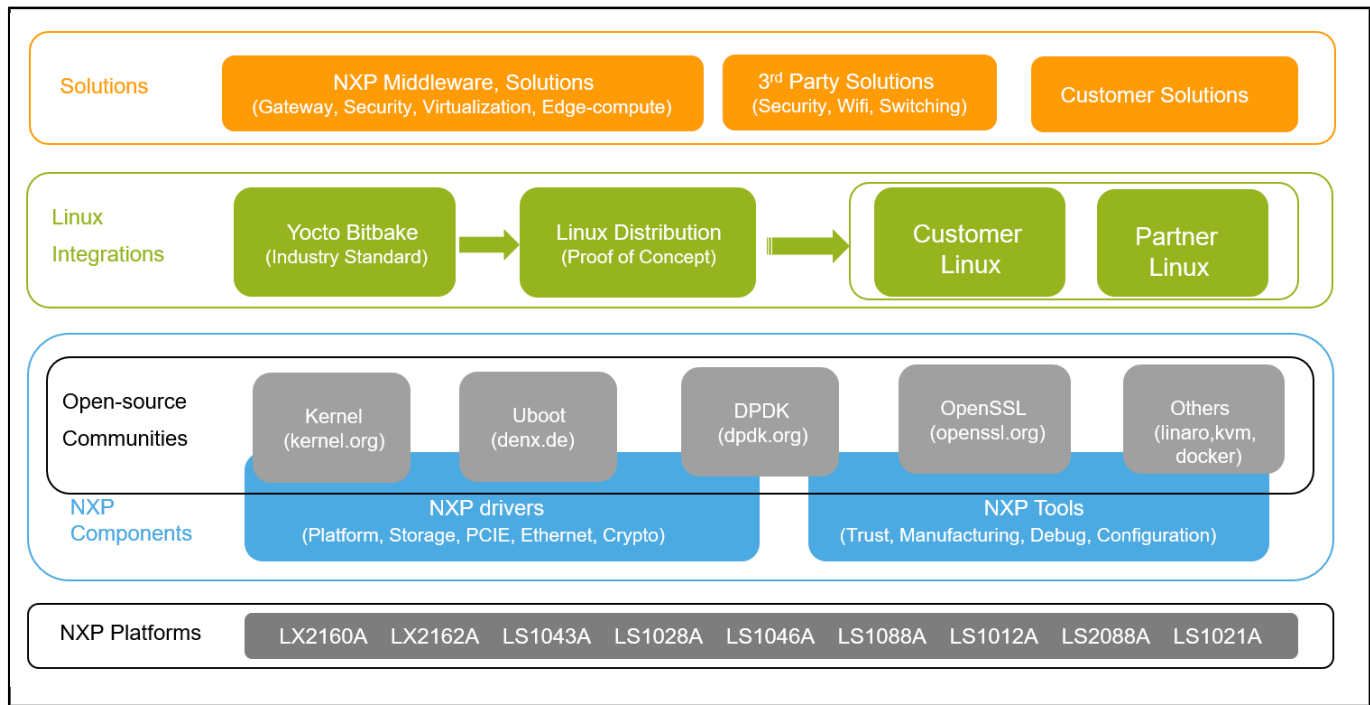 Solutions
NXP Middleware, Solutions
(Gateway, Security, Virtualization, Edge-compute)
3rd Party Solutions
(Security, Wifi, Switching)
Customer Solutions
Linux
Integrations
Yocto Bitbake
(Industry Standard)
Linux Distribution
(Proof of Concept)
Customer
Linux
Partner
Linux
Open-source
Communities
Kernel
(kernel.org)
Uboot
(denx.de)
DPDK
(dpdk.org)
OpenSSL
(openssl.org)
Others
(linaro,kvm,
docker)
NXP
Components
NXP drivers
(Platform, Storage, PCIE, Ethernet, Crypto)
NXP Tools
(Trust, Manufacturing, Debug, Configuration)
NXP Platforms
LX2160A LX2162A LS1043A LS1028A LS1046A LS1088A LS1012A LS2088A LS1021A